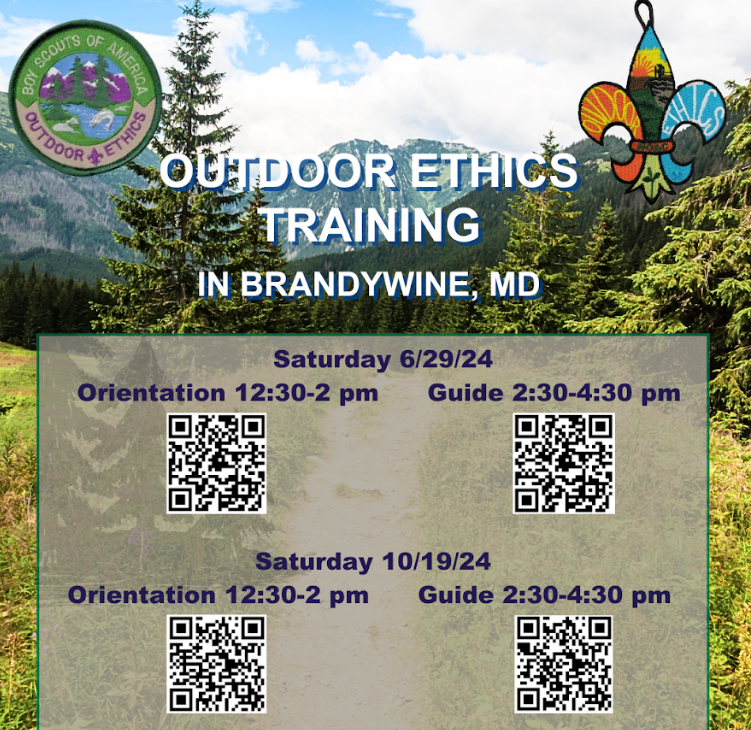 BOY SCOUTS OF AMERICA
OUTDOOR ETHICS
OUTDOOR ETHICS
OUTDOOR ETHICS
TRAINING
IN BRANDYWINE, MD
Saturday 6/29/24
Orientation 12:30-2 pm Guide 2:30-4:30 pm
Saturday 10/19/24
Orientation 12:30-2 pm Guide 2:30-4:30 pm